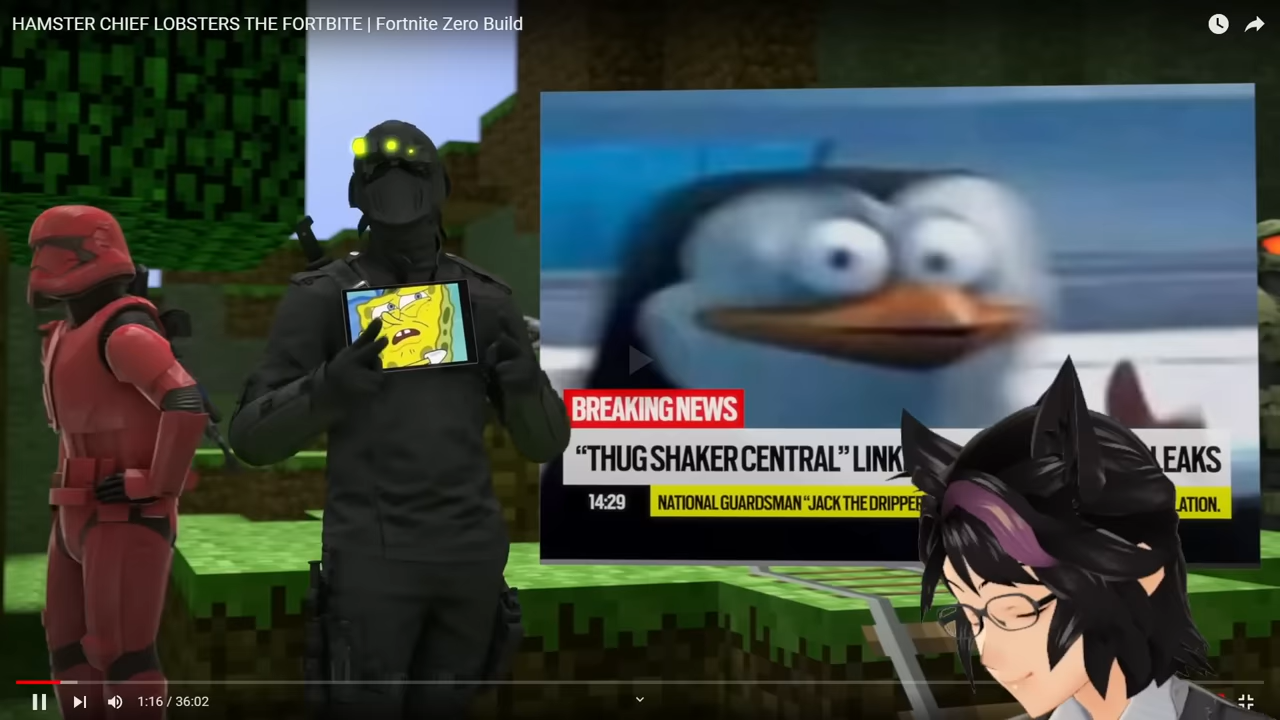 HAMSTER CHIEF LOBSTERS THE FORTBITE | Fortnite Zero Build
BREAKING NEWS
“THUG SHAKER CENTRAL” LINK
LEAKS
14:29
NATIONAL GUARDSMAN “JACK THE DRIPPER
1:16 / 36:02